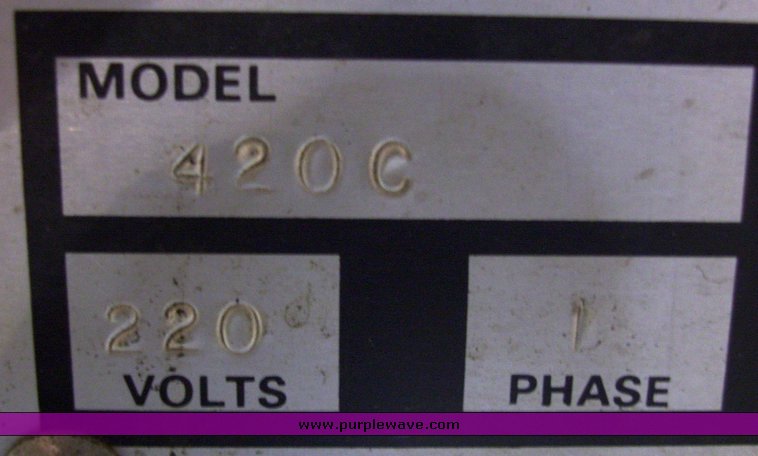 MODEL
420C
220
1
VOLTS
PHASE
www.purplewave.com